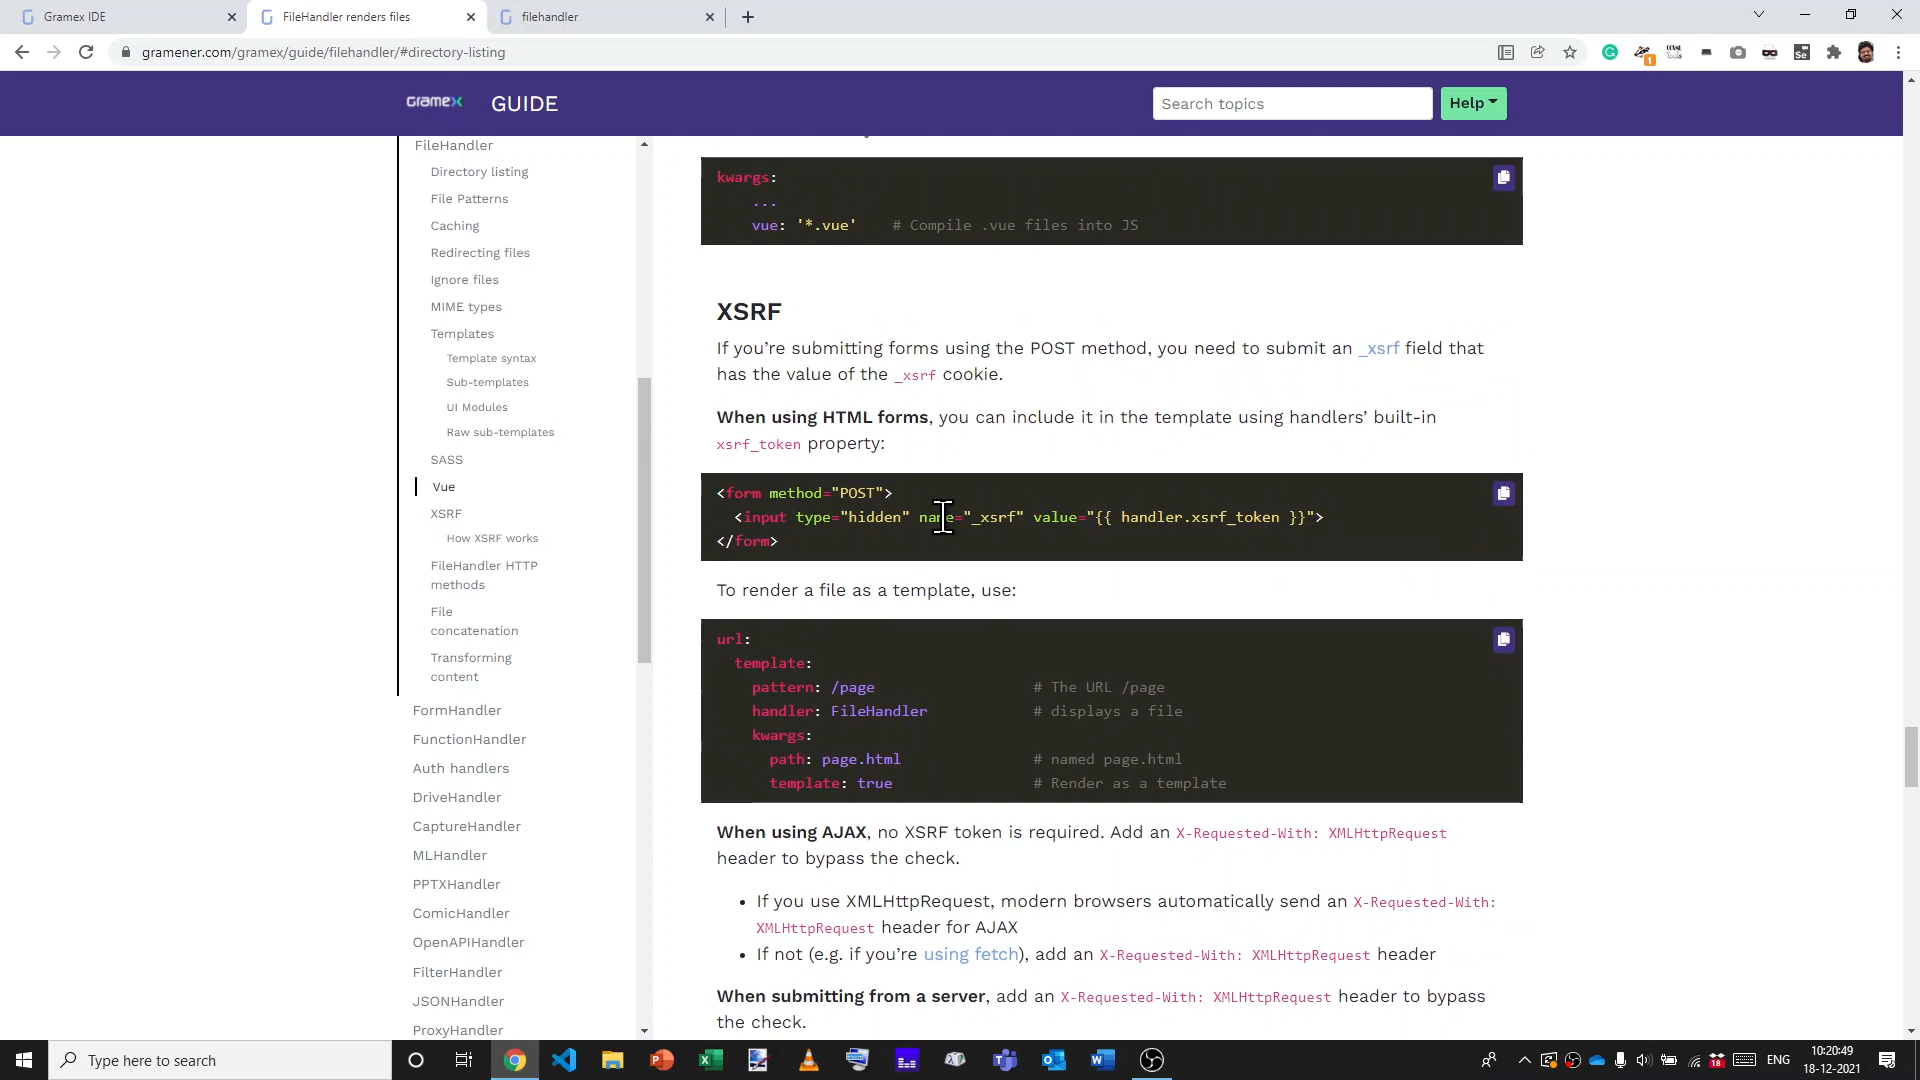 Gramex IDE
FileHandler renders files
filehandler
gramener.com/gramex/guide/filehandler/#directory-listing
GRAMEX GUIDE
Search topics
Help
FileHandler
Directory listing
File Patterns
Caching
Redirecting files
Ignore files
MIME types
Templates
Template syntax
Sub-templates
UI Modules
Raw sub-templates
SASS
Vue
XSRF
How XSRF works
FileHandler HTTP
methods
File
concatenation
Transforming
content
FormHandler
FunctionHandler
Auth handlers
DriveHandler
CaptureHandler
MLHandler
PPTXHandler
ComicHandler
OpenAPIHandler
FilterHandler
JSONHandler
ProxyHandler
kwargs:
...
vue: '*.vue' # Compile .vue files into JS
XSRF
If you’re submitting forms using the POST method, you need to submit an _xsrf field that
has the value of the _xsrf cookie.
When using HTML forms, you can include it in the template using handlers’ built-in
xsrf_token property:
<form method="POST">
<input type="hidden" name="_xsrf" value="{{ handler.xsrf_token }}">
</form>
To render a file as a template, use:
url:
template:
pattern: /page # The URL /page
handler: FileHandler # displays a file
kwargs:
path: page.html # named page.html
template: true # Render as a template
When using AJAX, no XSRF token is required. Add an X-Requested-With: XMLHttpRequest
header to bypass the check.
• If you use XMLHttpRequest, modern browsers automatically send an X-Requested-With:
XMLHttpRequest header for AJAX
• If not (e.g. if you’re using fetch), add an X-Requested-With: XMLHttpRequest header
When submitting from a server, add an X-Requested-With: XMLHttpRequest header to bypass
the check.
Type here to search
ENG
10:20:49
18-12-2021